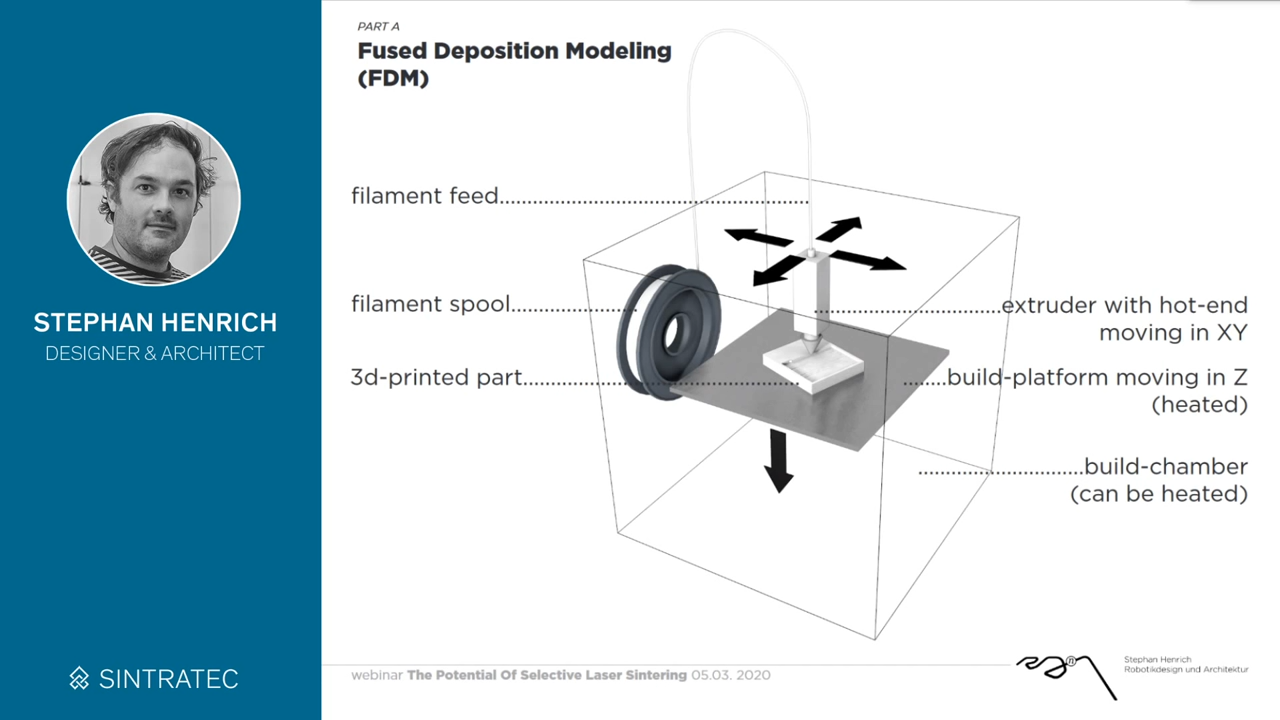 PART A
Fused Deposition Modeling
(FDM)
filament feed
filament spool
3d-printed part
extruder with hot-end
moving in XY
build-platform moving in Z
(heated)
build-chamber
(can be heated)
STEPHAN HENRICH
DESIGNER & ARCHITECT
SINTRATEC
webinar The Potential Of Selective Laser Sintering 05.03. 2020
Stephan Henrich
Robotikdesign und Architektur